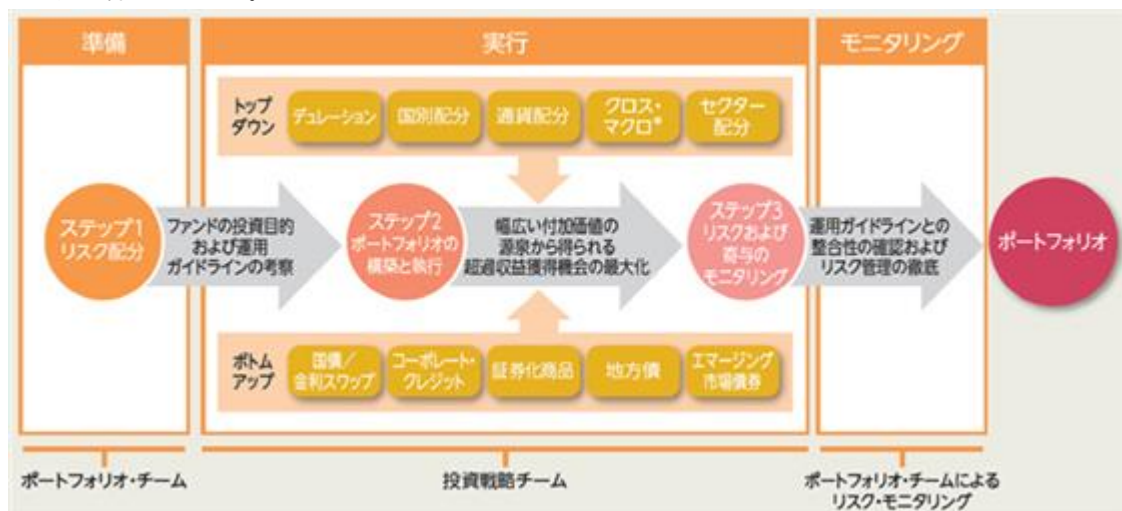 準備
実行
モニタリング
トップ
ダウン
デュレーション
国別配分
通貨配分
クロス・
マクロ*
セクター
配分
ステップ1
リスク配分
ファンドの投資目的
および運用
ガイドラインの考察
ステップ2
ポートフォリオの
構築と執行
幅広い付加価値の
源泉から得られる
超過収益獲得機会の最大化
ステップ3
リスクおよび
寄与の
モニタリング
運用ガイドラインとの
整合性の確認および
リスク管理の徹底
ポートフォリオ
ボトム
アップ
国債/
金利スワップ
コーポレート・
クレジット
証券化商品
地方債
エマージング
市場債券
ポートフォリオ・チーム
投資戦略チーム
ポートフォリオ・チームによる
リスク・モニタリング